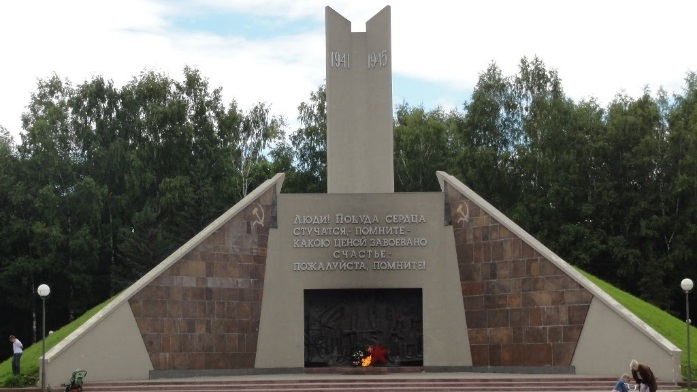 1941 1945
Люди! Покуда сердца
стучатся,- помните-
какою ценой завоевано
счастье-
пожалуйста, помните!